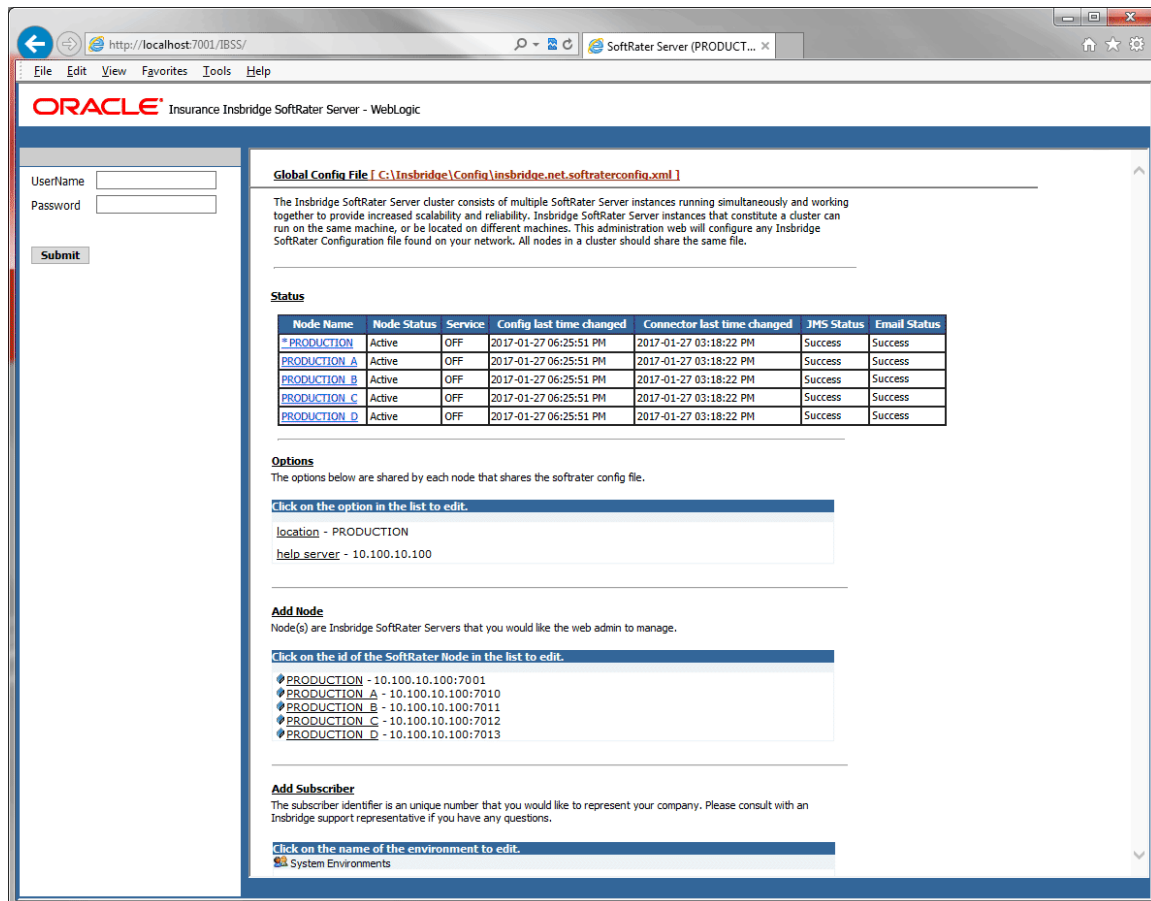 http://localhost:7001/IBSS/
SoftRater Server (PRODUCT...
File Edit View Favorites Tools Help
ORACLE Insurance Insbridge SoftRater Server - WebLogic
UserName
Password
Submit
Global Config File [ C:\Insbridge\Config\insbridge.net.softraterconfig.xml ]
The Insbridge SoftRater Server cluster consists of multiple SoftRater Server instances running simultaneously and working
together to provide increased scalability and reliability. Insbridge SoftRater Server instances that constitute a cluster can
run on the same machine, or be located on different machines. This administration web will configure any Insbridge
SoftRater Configuration file found on your network. All nodes in a cluster should share the same file.
Status
Node Name Node Status Service Config last time changed Connector last time changed JMS Status Email Status
*PRODUCTION Active OFF 2017-01-27 06:25:51 PM 2017-01-27 03:18:22 PM Success Success
PRODUCTION_A Active OFF 2017-01-27 06:25:51 PM 2017-01-27 03:18:22 PM Success Success
PRODUCTION_B Active OFF 2017-01-27 06:25:51 PM 2017-01-27 03:18:22 PM Success Success
PRODUCTION_C Active OFF 2017-01-27 06:25:51 PM 2017-01-27 03:18:22 PM Success Success
PRODUCTION_D Active OFF 2017-01-27 06:25:51 PM 2017-01-27 03:18:22 PM Success Success
Options
The options below are shared by each node that shares the softrater config file.
Click on the option in the list to edit.
location - PRODUCTION
help server - 10.100.10.100
Add Node
Node(s) are Insbridge SoftRater Servers that you would like the web admin to manage.
Click on the id of the SoftRater Node in the list to edit.
PRODUCTION - 10.100.10.100:7001
PRODUCTION_A - 10.100.10.100:7010
PRODUCTION_B - 10.100.10.100:7011
PRODUCTION_C - 10.100.10.100:7012
PRODUCTION_D - 10.100.10.100:7013
Add Subscriber
The subscriber identifier is an unique number that you would like to represent your company. Please consult with an
Insbridge support representative if you have any questions.
Click on the name of the environment to edit.
System Environments